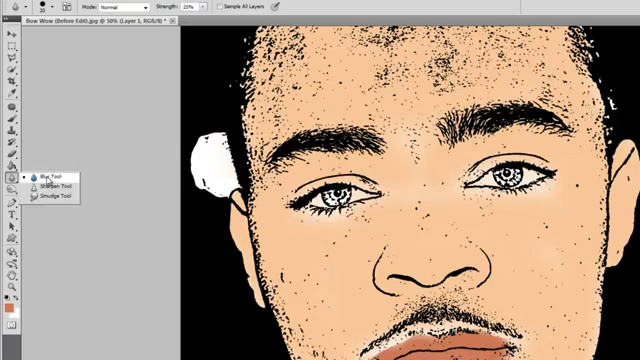 Mode: Normal Strength: 21% Sample All Layers
20
Bow Wow (Before Edit).jpg @ 50% (Layer 1, RGB/8) *
Blur Tool
Sharpen Tool
Smudge Tool